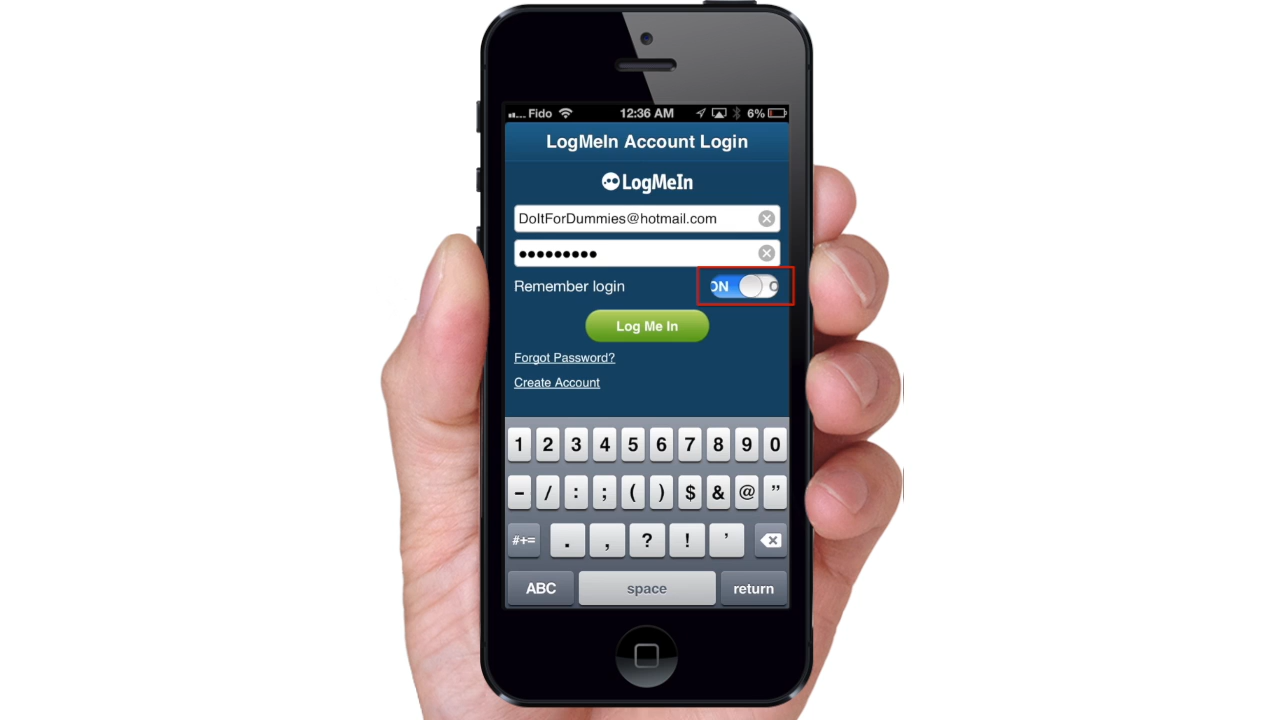 Fido 12:36 AM 6%
LogMeIn Account Login
LogMeIn
DoItForDummies@hotmail.com
●●●●●●●●●
Remember login ON O
Log Me In
Forgot Password?
Create Account
1 2 3 4 5 6 7 8 9 0
- / : ; ( ) $ & @ "
#+= . , ? ! '
ABC space return